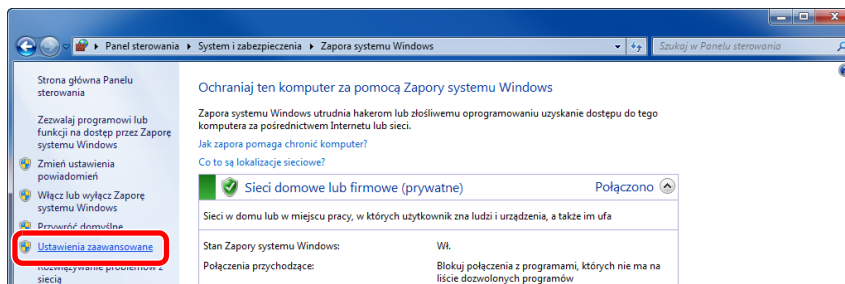 Panel sterowania ▸ System i zabezpieczenia ▸ Zapora systemu Windows
Szukaj w Panelu sterowania
Strona główna Panelu
sterowania
Zezwalaj programowi lub
funkcji na dostęp przez Zaporę
systemu Windows
Zmień ustawienia
powiadomień
Włącz lub wyłącz Zaporę
systemu Windows
Przywróć domyślne
Ustawienia zaawansowane
Rozwiązywanie problemów z
siecią
Ochraniaj ten komputer za pomocą Zapory systemu Windows
Zapora systemu Windows utrudnia hakerom lub złośliwemu oprogramowaniu uzyskanie dostępu do tego
komputera za pośrednictwem Internetu lub sieci.
Jak zapora pomaga chronić komputer?
Co to są lokalizacje sieciowe?
Sieci domowe lub firmowe (prywatne) Połączono
Sieci w domu lub w miejscu pracy, w których użytkownik zna ludzi i urządzenia, a także im ufa
Stan Zapory systemu Windows: Wł.
Połączenia przychodzące: Blokuj połączenia z programami, których nie ma na
liście dozwolonych programów